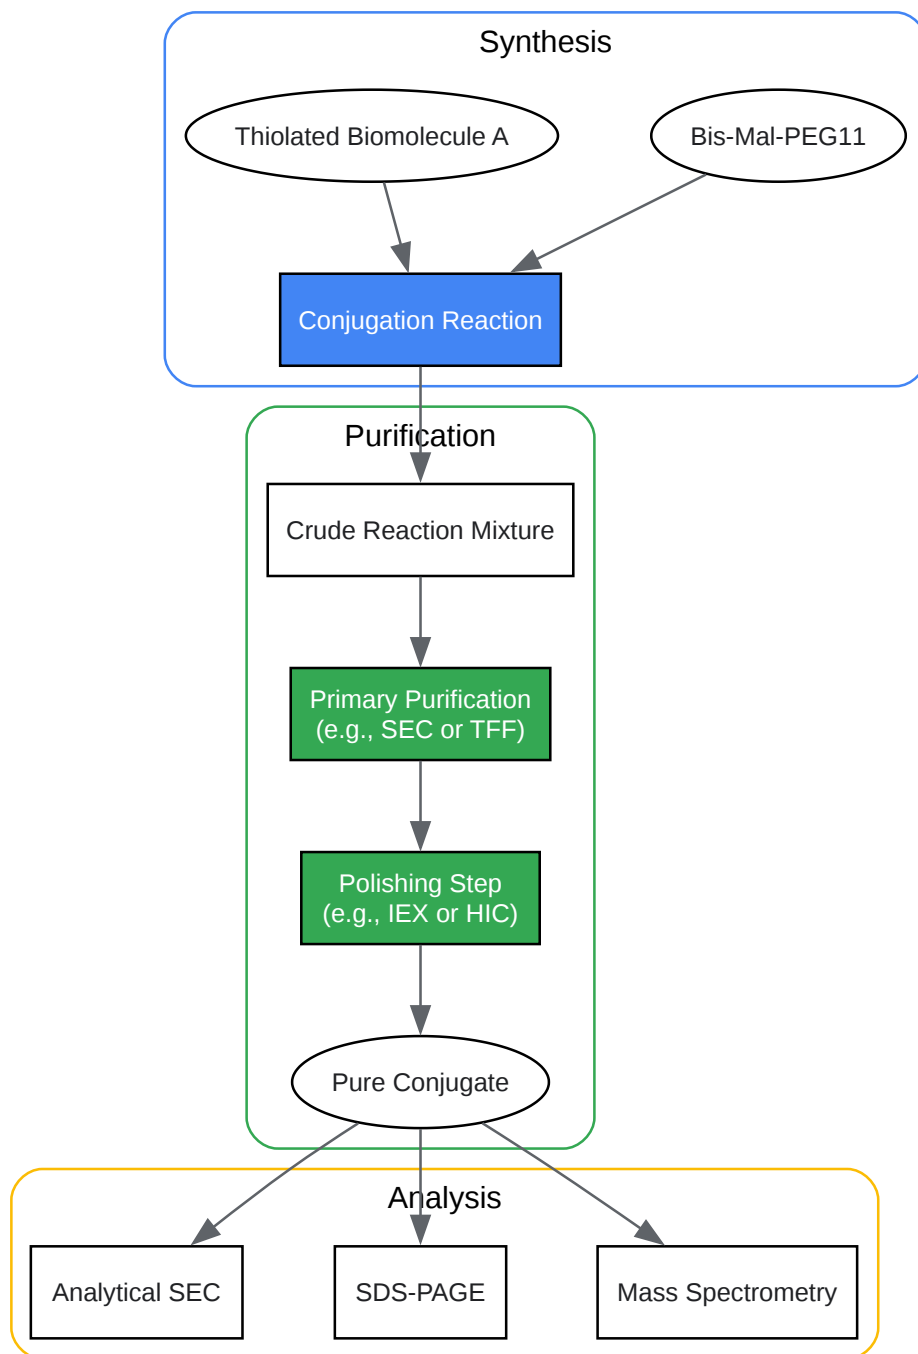 Synthesis
Thiolated Biomolecule A
Bis-Mal-PEG11
Conjugation Reaction
Purification
Crude Reaction Mixture
Primary Purification
(e.g., SEC or TFF)
Polishing Step
(e.g., IEX or HIC)
Pure Conjugate
Analysis
Analytical SEC
SDS-PAGE
Mass Spectrometry